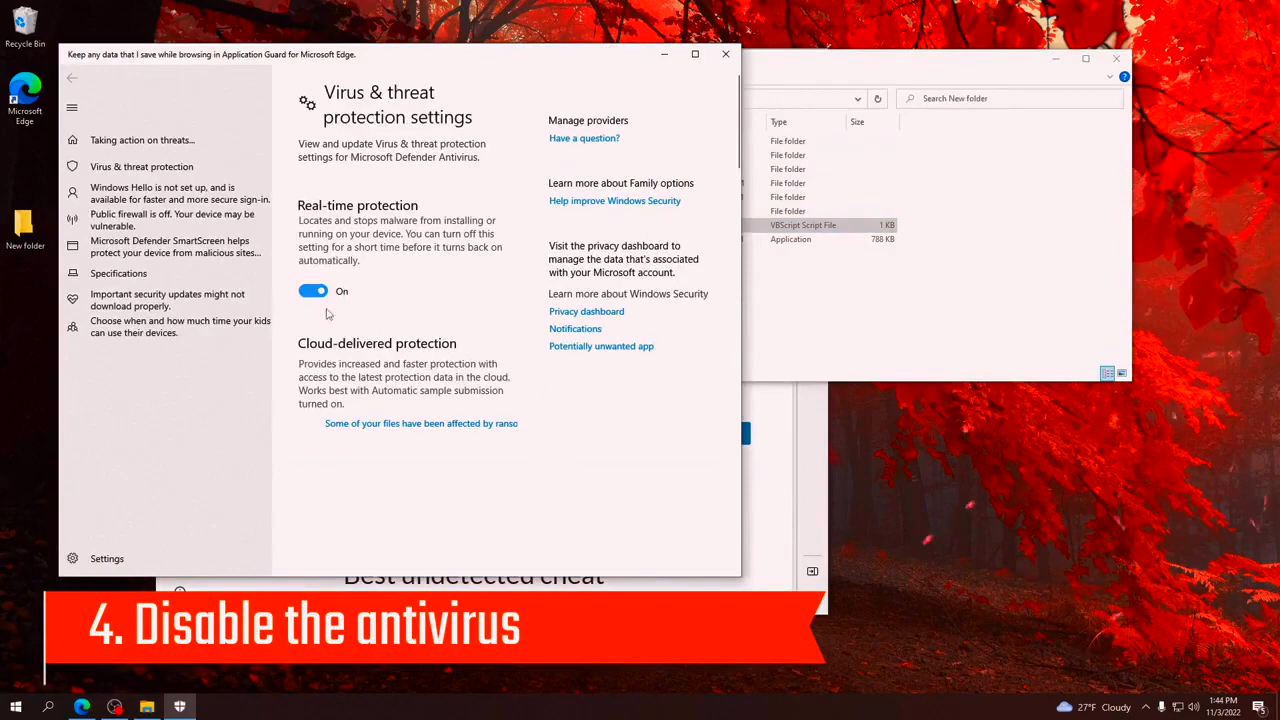 Recycle Bin
Microsoft
Edge
New folder
Keep any data that I save while browsing in Application Guard for Microsoft Edge.
Taking action on threats...
Virus & threat protection
Windows Hello is not set up, and is
available for faster and more secure sign-in.
Public firewall is off. Your device may be
vulnerable.
Microsoft Defender SmartScreen helps
protect your device from malicious sites...
Specifications
Important security updates might not
download properly.
Choose when and how much time your kids
can use their devices.
Settings
Virus & threat
protection settings
View and update Virus & threat protection
settings for Microsoft Defender Antivirus.
Real-time protection
Locates and stops malware from installing or
running on your device. You can turn off this
setting for a short time before it turns back on
automatically.
On
Cloud-delivered protection
Provides increased and faster protection with
access to the latest protection data in the cloud.
Works best with Automatic sample submission
turned on.
Some of your files have been affected by ranso
Manage providers
Have a question?
Learn more about Family options
Help improve Windows Security
Visit the privacy dashboard to
manage the data that's associated
with your Microsoft account.
Learn more about Windows Security
Privacy dashboard
Notifications
Potentially unwanted app
Search New folder
Type Size
File folder
File folder
File folder
File folder
File folder
File folder
VBScript Script File 1 KB
Application 788 KB
Best undetected cheat
4. Disable the antivirus
27°F Cloudy
1:44 PM
11/3/2022
5